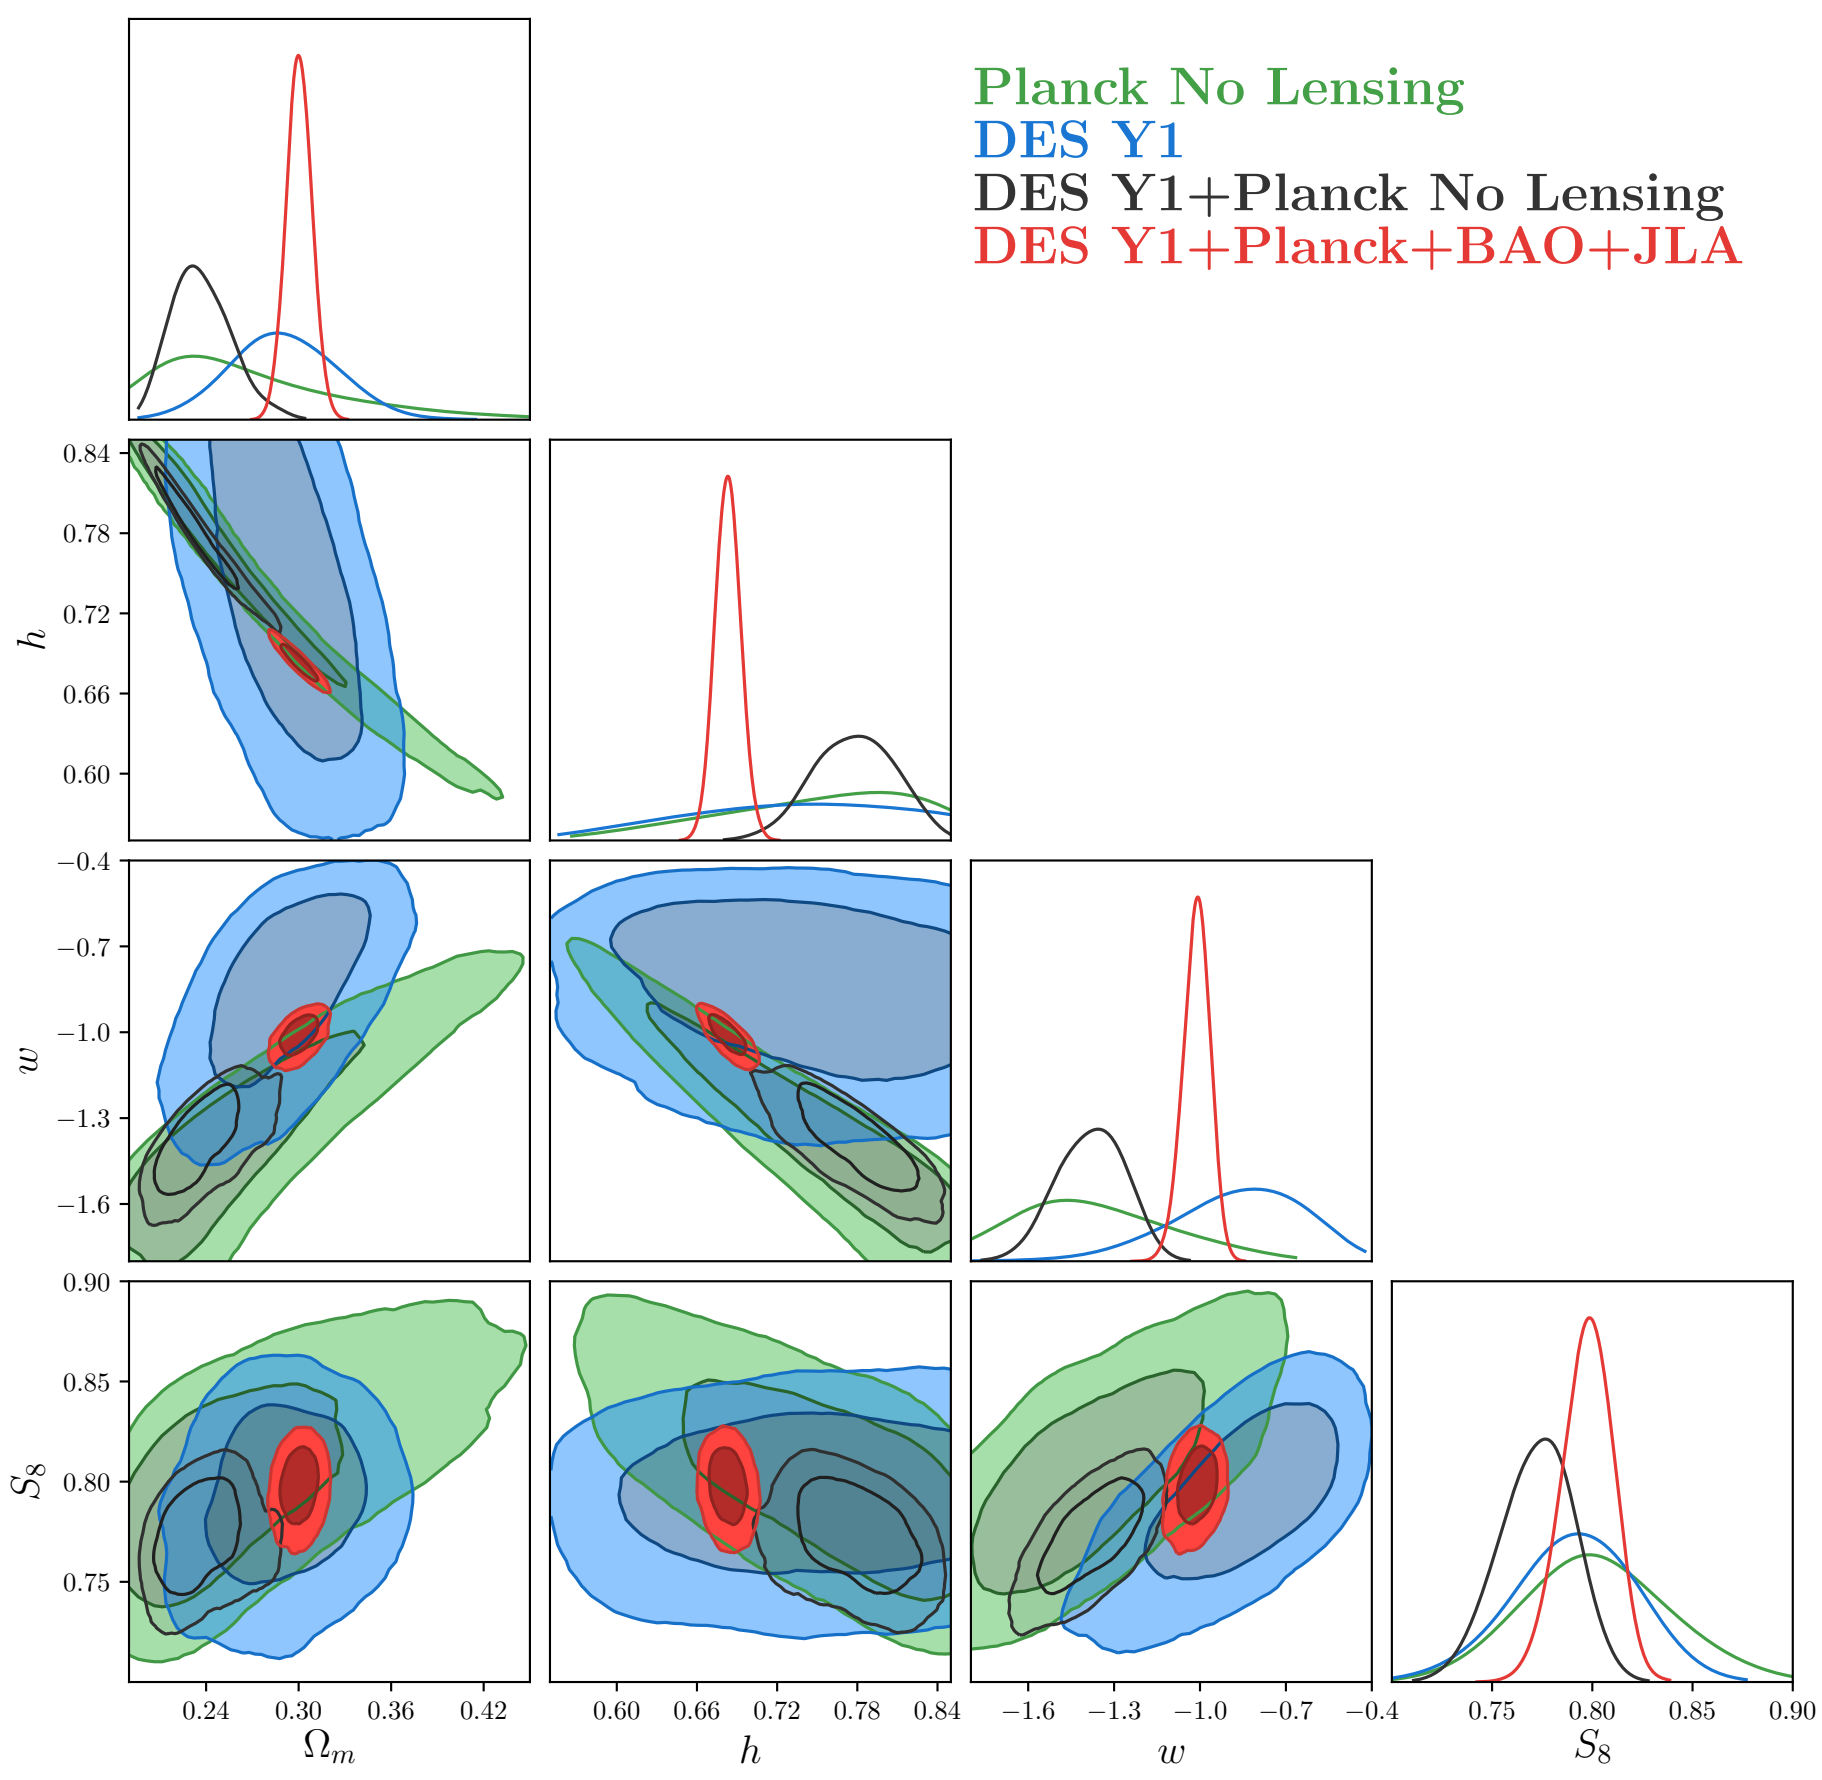 Planck No Lensing
DES Y1
DES Y1+Planck No Lensing
DES Y1+Planck+BAO+JLA
0.84
0.78
0.72
0.66
0.60
h
−0.4
−0.7
−1.0
−1.3
−1.6
w
0.90
0.85
0.80
0.75
S₈
0.24 0.30 0.36 0.42
0.60 0.66 0.72 0.78 0.84
−1.6 −1.3 −1.0 −0.7 −0.4
0.75 0.80 0.85 0.90
Ωₘ h w S₈